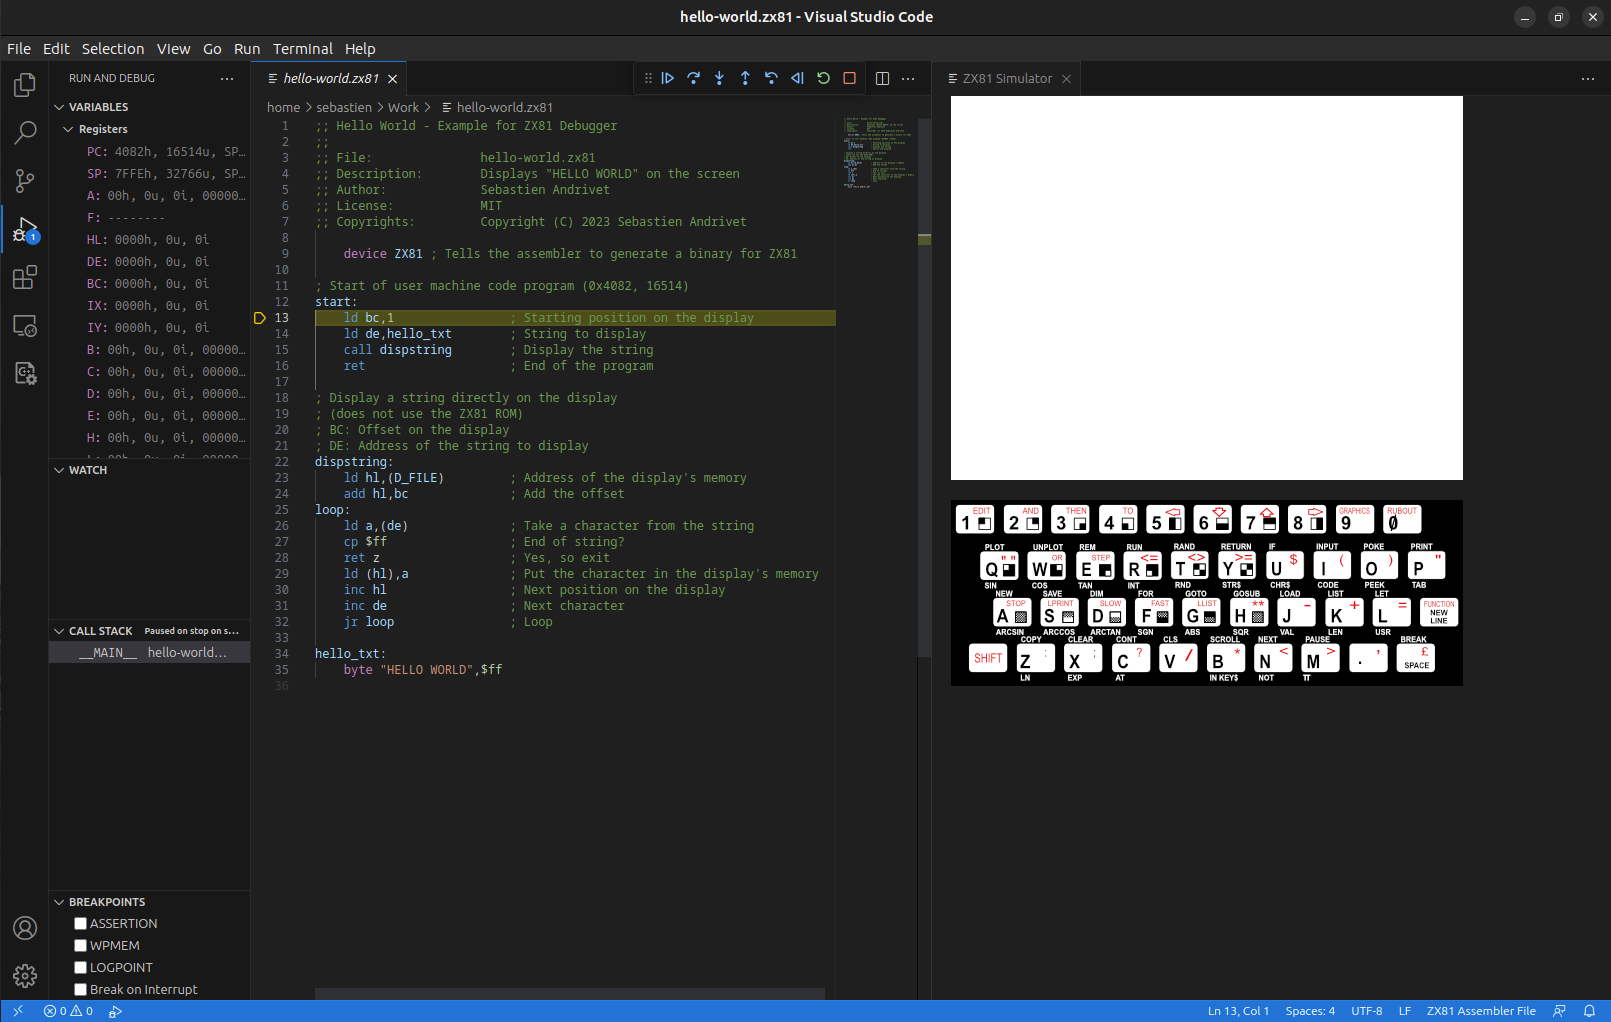 hello-world.zx81 - Visual Studio Code
File Edit Selection View Go Run Terminal Help
RUN AND DEBUG
VARIABLES
Registers
PC: 4082h, 16514u, SP...
SP: 7FFEh, 32766u, SP...
A: 00h, 0u, 0i, 00000...
F: --------
HL: 0000h, 0u, 0i
DE: 0000h, 0u, 0i
BC: 0000h, 0u, 0i
IX: 0000h, 0u, 0i
IY: 0000h, 0u, 0i
B: 00h, 0u, 0i, 00000...
C: 00h, 0u, 0i, 00000...
D: 00h, 0u, 0i, 00000...
E: 00h, 0u, 0i, 00000...
H: 00h, 0u, 0i, 00000...
WATCH
CALL STACK Paused on stop on s...
__MAIN__ hello-world...
BREAKPOINTS
ASSERTION
WPMEM
LOGPOINT
Break on Interrupt
1
hello-world.zx81
home > sebastien > Work > hello-world.zx81
1 ;; Hello World - Example for ZX81 Debugger
2 ;;
3 ;; File: hello-world.zx81
4 ;; Description: Displays "HELLO WORLD" on the screen
5 ;; Author: Sebastien Andrivet
6 ;; License: MIT
7 ;; Copyrights: Copyright (C) 2023 Sebastien Andrivet
8
9 device ZX81 ; Tells the assembler to generate a binary for ZX81
10
11 ; Start of user machine code program (0x4082, 16514)
12 start:
13 ld bc,1 ; Starting position on the display
14 ld de,hello_txt ; String to display
15 call dispstring ; Display the string
16 ret ; End of the program
17
18 ; Display a string directly on the display
19 ; (does not use the ZX81 ROM)
20 ; BC: Offset on the display
21 ; DE: Address of the string to display
22 dispstring:
23 ld hl,(D_FILE) ; Address of the display's memory
24 add hl,bc ; Add the offset
25 loop:
26 ld a,(de) ; Take a character from the string
27 cp $ff ; End of string?
28 ret z ; Yes, so exit
29 ld (hl),a ; Put the character in the display's memory
30 inc hl ; Next position on the display
31 inc de ; Next character
32 jr loop ; Loop
33
34 hello_txt:
35 byte "HELLO WORLD",$ff
36
ZX81 Simulator
EDIT AND THEN TO GRAPHICS RUBOUT
1 2 3 4 5 6 7 8 9 0
PLOT UNPLOT REM RUN RAND RETURN IF INPUT POKE PRINT
"" OR STEP <= <> >= $ ( ) "
Q W E R T Y U I O P
SIN COS TAN INT RND STR$ CHR$ CODE PEEK TAB
NEW SAVE DIM FOR GOTO GOSUB LOAD LIST LET
STOP LPRINT SLOW FAST LLIST ** - + = FUNCTION
A S D F G H J K L NEW LINE
ARCSIN ARCCOS ARCTAN SGN ABS SQR VAL LEN USR
COPY CLEAR CONT CLS SCROLL NEXT PAUSE BREAK
: ; ? / * < > , £
SHIFT Z X C V B N M . SPACE
LN EXP AT IN KEY$ NOT π
0 0
Ln 13, Col 1 Spaces: 4 UTF-8 LF ZX81 Assembler File